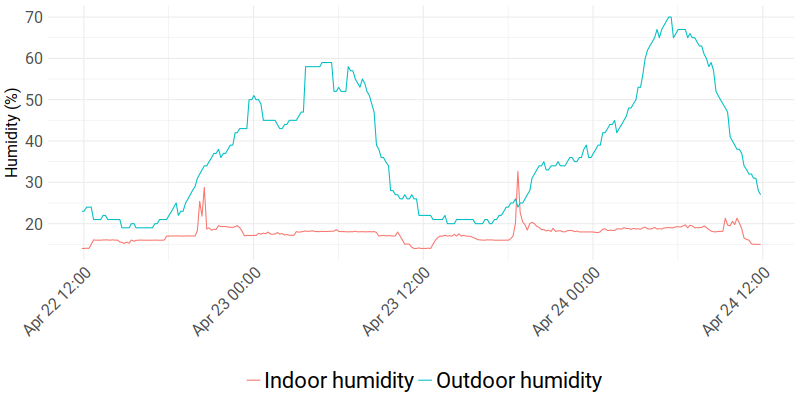 70
60
50
40
30
20
Humidity (%)
Apr 22 12:00
Apr 23 00:00
Apr 23 12:00
Apr 24 00:00
Apr 24 12:00
Indoor humidity Outdoor humidity